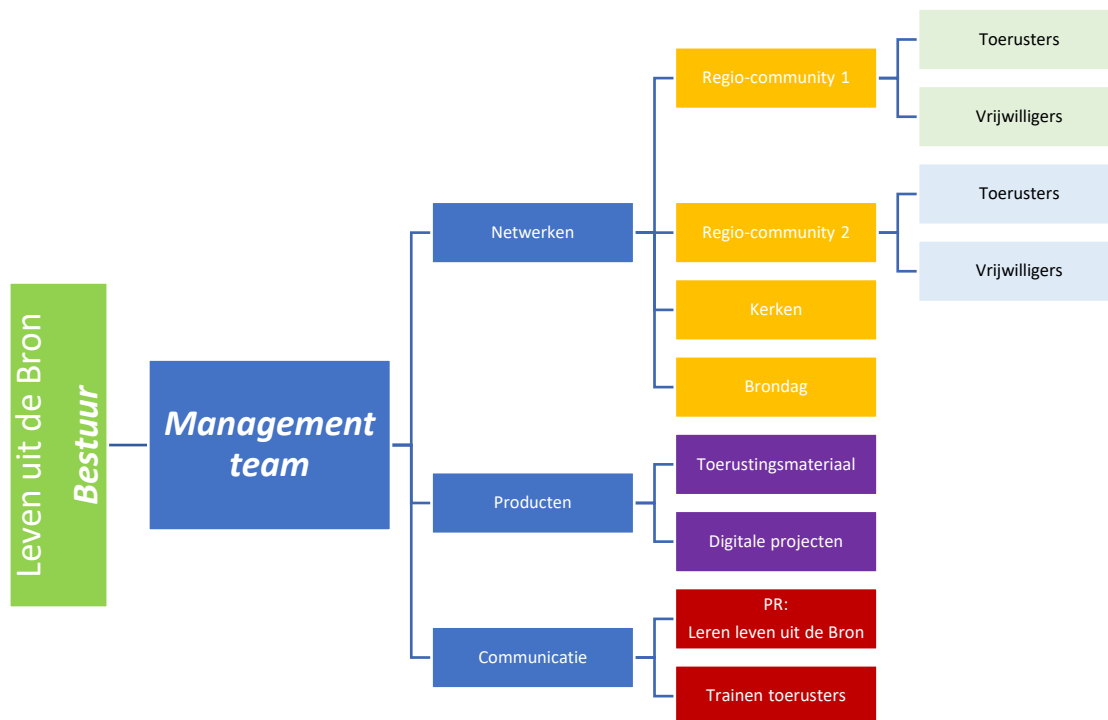 Leven uit de Bron
Bestuur
Management
team
Netwerken
Regio-community 1
Toerusters
Vrijwilligers
Regio-community 2
Toerusters
Vrijwilligers
Kerken
Brondag
Producten
Toerustingsmateriaal
Digitale projecten
Communicatie
PR:
Leren leven uit de Bron
Trainen toerusters